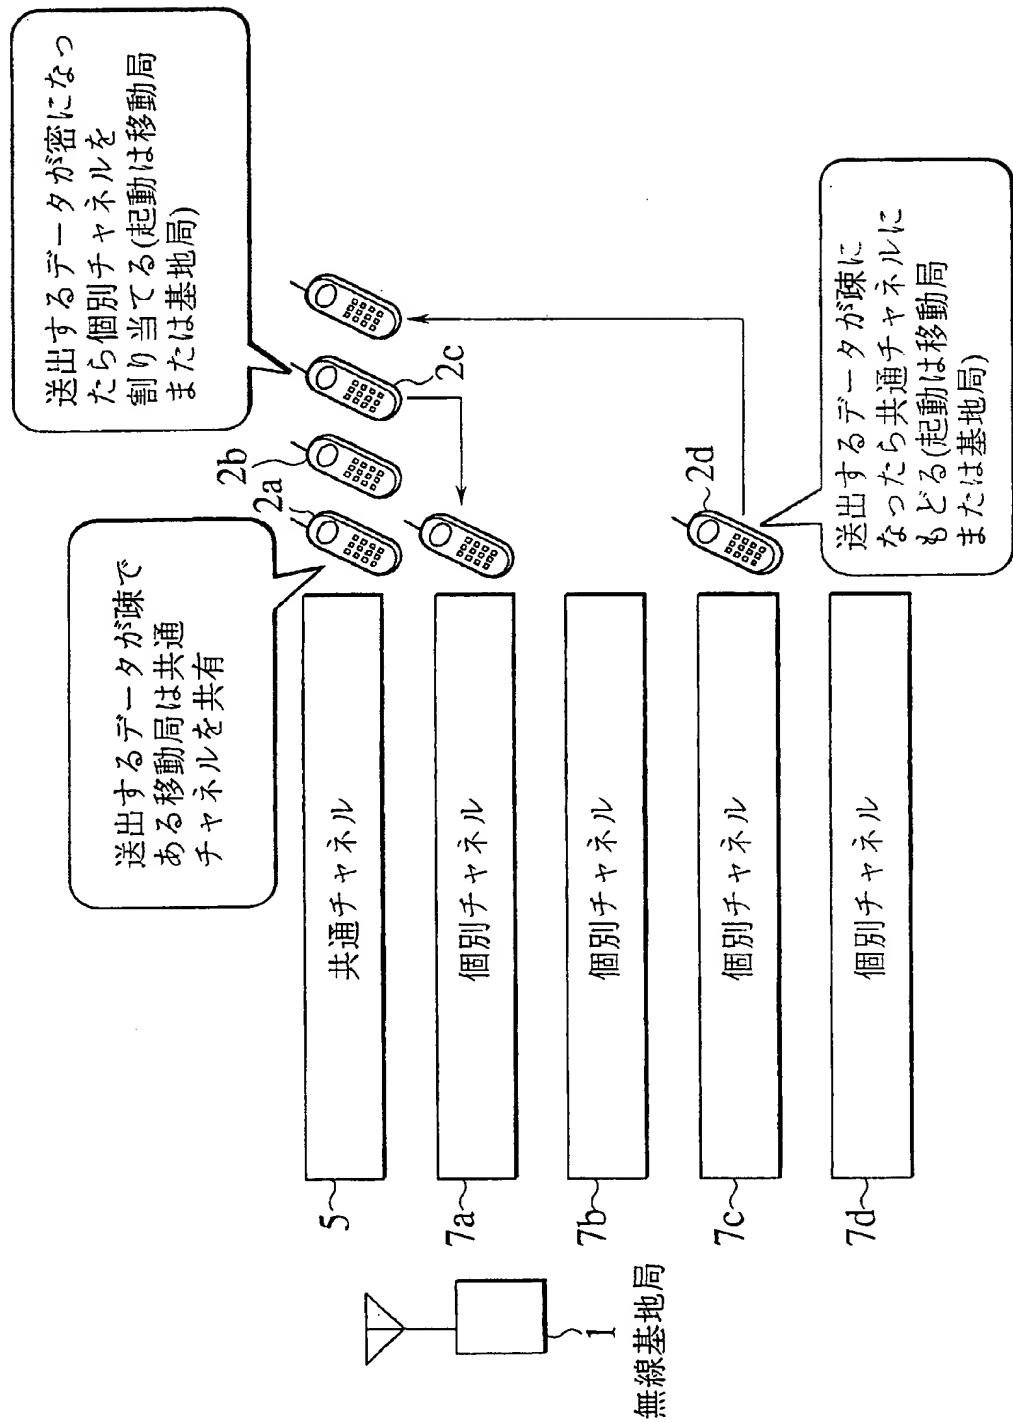 送出するデータが疎で
ある移動局は共通
チャネルを共有
送出するデータが密になっ
たら個別チャネルを
割り当てる(起動は移動局
または基地局)
2a
2b
2c
5
共通チャネル
7a
個別チャネル
7b
個別チャネル
7c
個別チャネル
2d
7d
個別チャネル
送出するデータが疎に
なったら共通チャネルに
もどる(起動は移動局
または基地局)
1
無線基地局